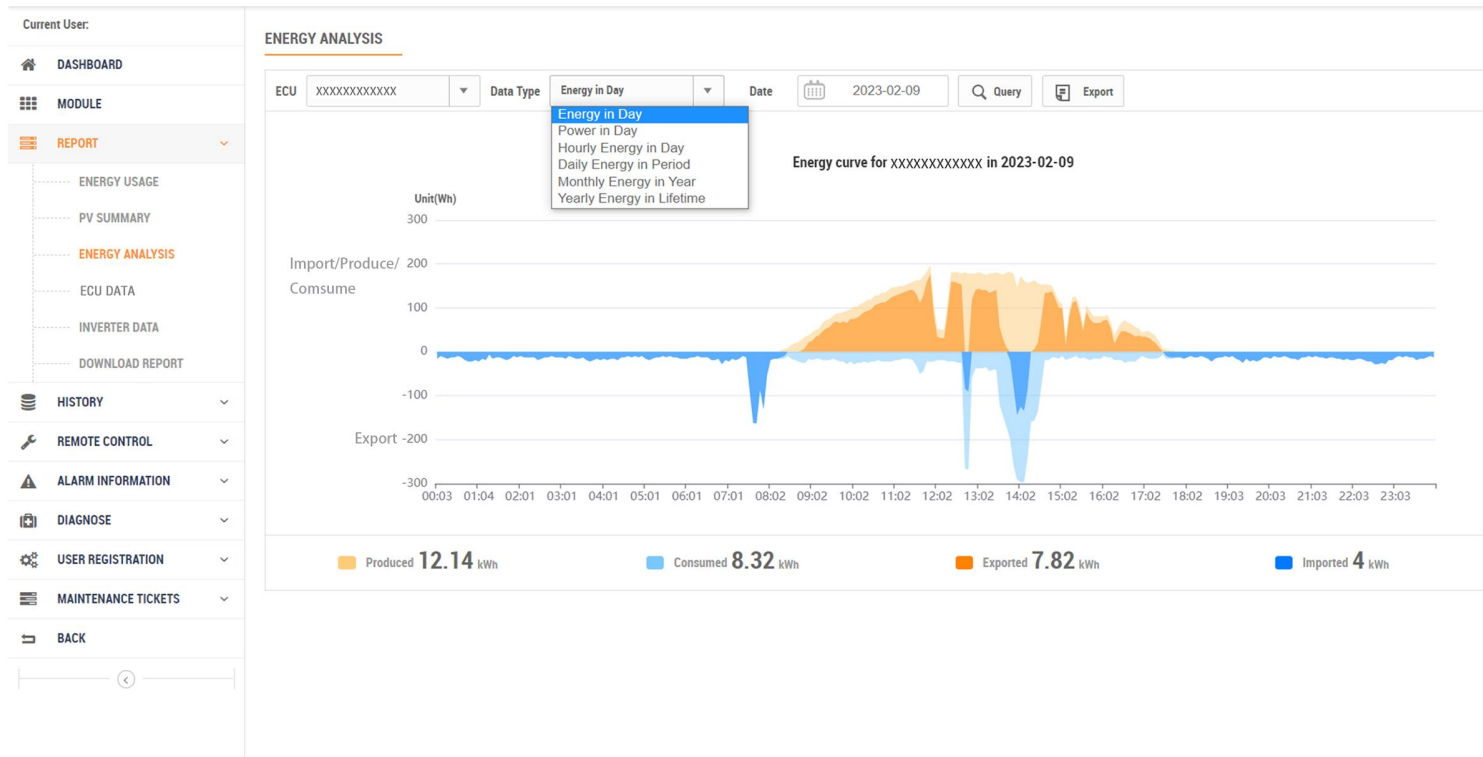 Current User:
DASHBOARD
MODULE
REPORT
ENERGY USAGE
PV SUMMARY
ENERGY ANALYSIS
ECU DATA
INVERTER DATA
DOWNLOAD REPORT
HISTORY
REMOTE CONTROL
ALARM INFORMATION
DIAGNOSE
USER REGISTRATION
MAINTENANCE TICKETS
BACK
ENERGY ANALYSIS
ECU XXXXXXXXXXXX Data Type Energy in Day Date 2023-02-09 Query Export
Energy in Day
Power in Day
Hourly Energy in Day
Daily Energy in Period
Monthly Energy in Year
Yearly Energy in Lifetime
Energy curve for XXXXXXXXXXXX in 2023-02-09
Unit(Wh)
300
Import/Produce/ 200
Comsume
100
0
-100
Export -200
-300
00:03 01:04 02:01 03:01 04:01 05:01 06:01 07:01 08:02 09:02 10:02 11:02 12:02 13:02 14:02 15:02 16:02 17:02 18:02 19:03 20:03 21:03 22:03 23:03
Produced 12.14 kWh Consumed 8.32 kWh Exported 7.82 kWh Imported 4 kWh